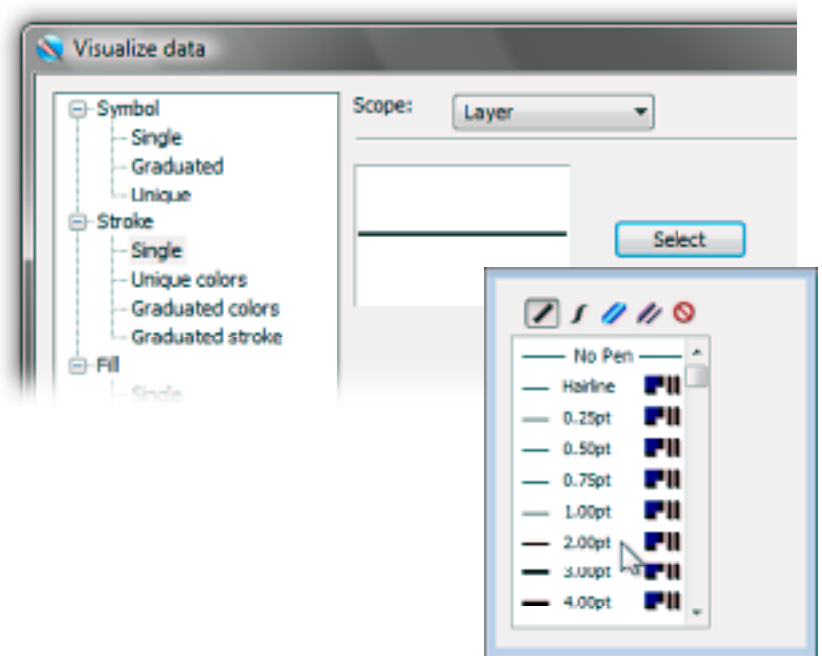 Visualize data
Symbol
Single
Graduated
Unique
Stroke
Single
Unique colors
Graduated colors
Graduated stroke
Fill
Single
Scope:
Layer
Select
No Pen
Hairline
0.25pt
0.50pt
0.75pt
1.00pt
2.00pt
3.00pt
4.00pt